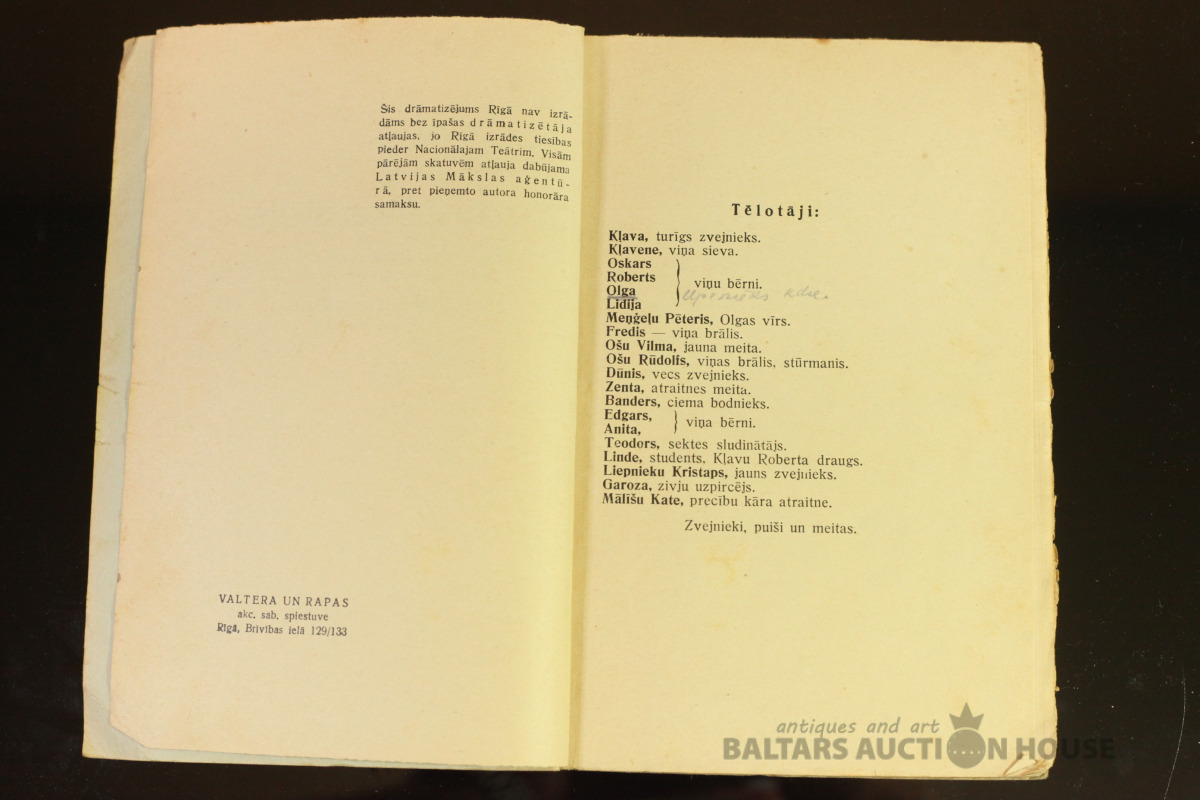 Šis drāmatizējums Rīgā nav izrā-
dāms bez īpašas drāmatizētāja
atļaujas, jo Rīgā izrādes tiesības
pieder Nacionālajam Teātrim. Visām
pārējām skatuvēm atļauja dabūjama
Latvijas Mākslas aģentū-
rā, pret pieņemto autora honorāra
samaksu.
VALTERA UN RAPAS
akc. sab. spiestuve
Rīgā, Brīvības ielā 129/133
Tēlotāji:
Kļava, turīgs zvejnieks.
Kļavene, viņa sieva.
Oskars
Roberts
Olga
Lidija
viņu bērni.
Meņģeļu Pēteris, Olgas vīrs.
Fredis — viņa brālis.
Ošu Vilma, jauna meita.
Ošu Rūdolfs, viņas brālis, stūrmanis.
Dūnis, vecs zvejnieks.
Zenta, atraitnes meita.
Banders, ciema bodnieks.
Edgars,
Anita,
viņa bērni.
Teodors, sektes sludinātājs.
Linde, students, Kļavu Roberta draugs.
Liepnieku Kristaps, jauns zvejnieks.
Garoza, zivju uzpircējs.
Mālīšu Kate, precību kāra atraitne.
Zvejnieki, puiši un meitas.
antiques and art
BALTARS AUCTION HOUSE